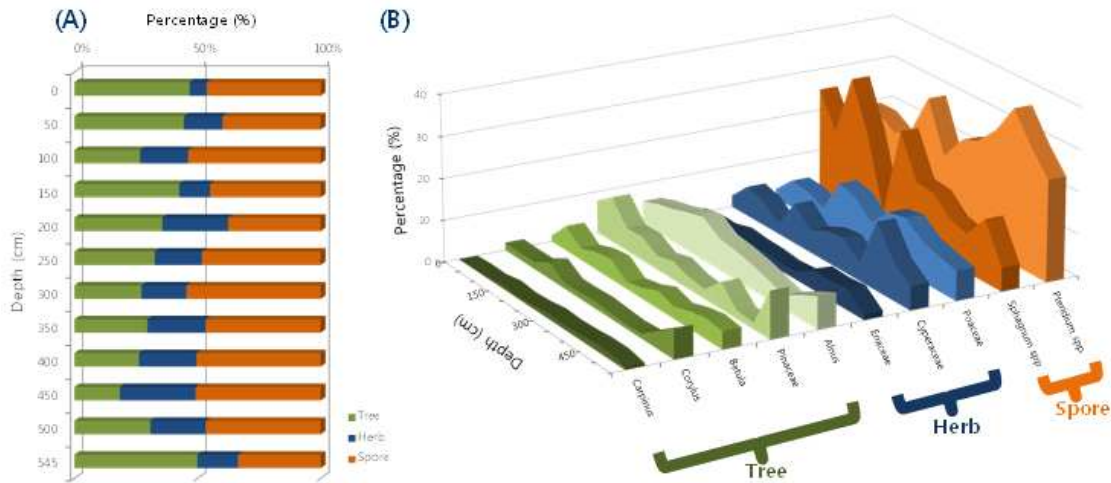 (A)
Percentage (%)
0%
50%
100%
Depth (cm)
0
50
100
150
200
250
300
350
400
450
500
545
Tree
Herb
Spore
(B)
Percentage (%)
40
30
20
10
0
0
150
300
450
Depth (cm)
Carpinus
Corylus
Betula
Pinaceae
Alnus
Ericaceae
Cyperaceae
Poaceae
Sphagnum spp
Pteridium spp
Tree
Herb
Spore